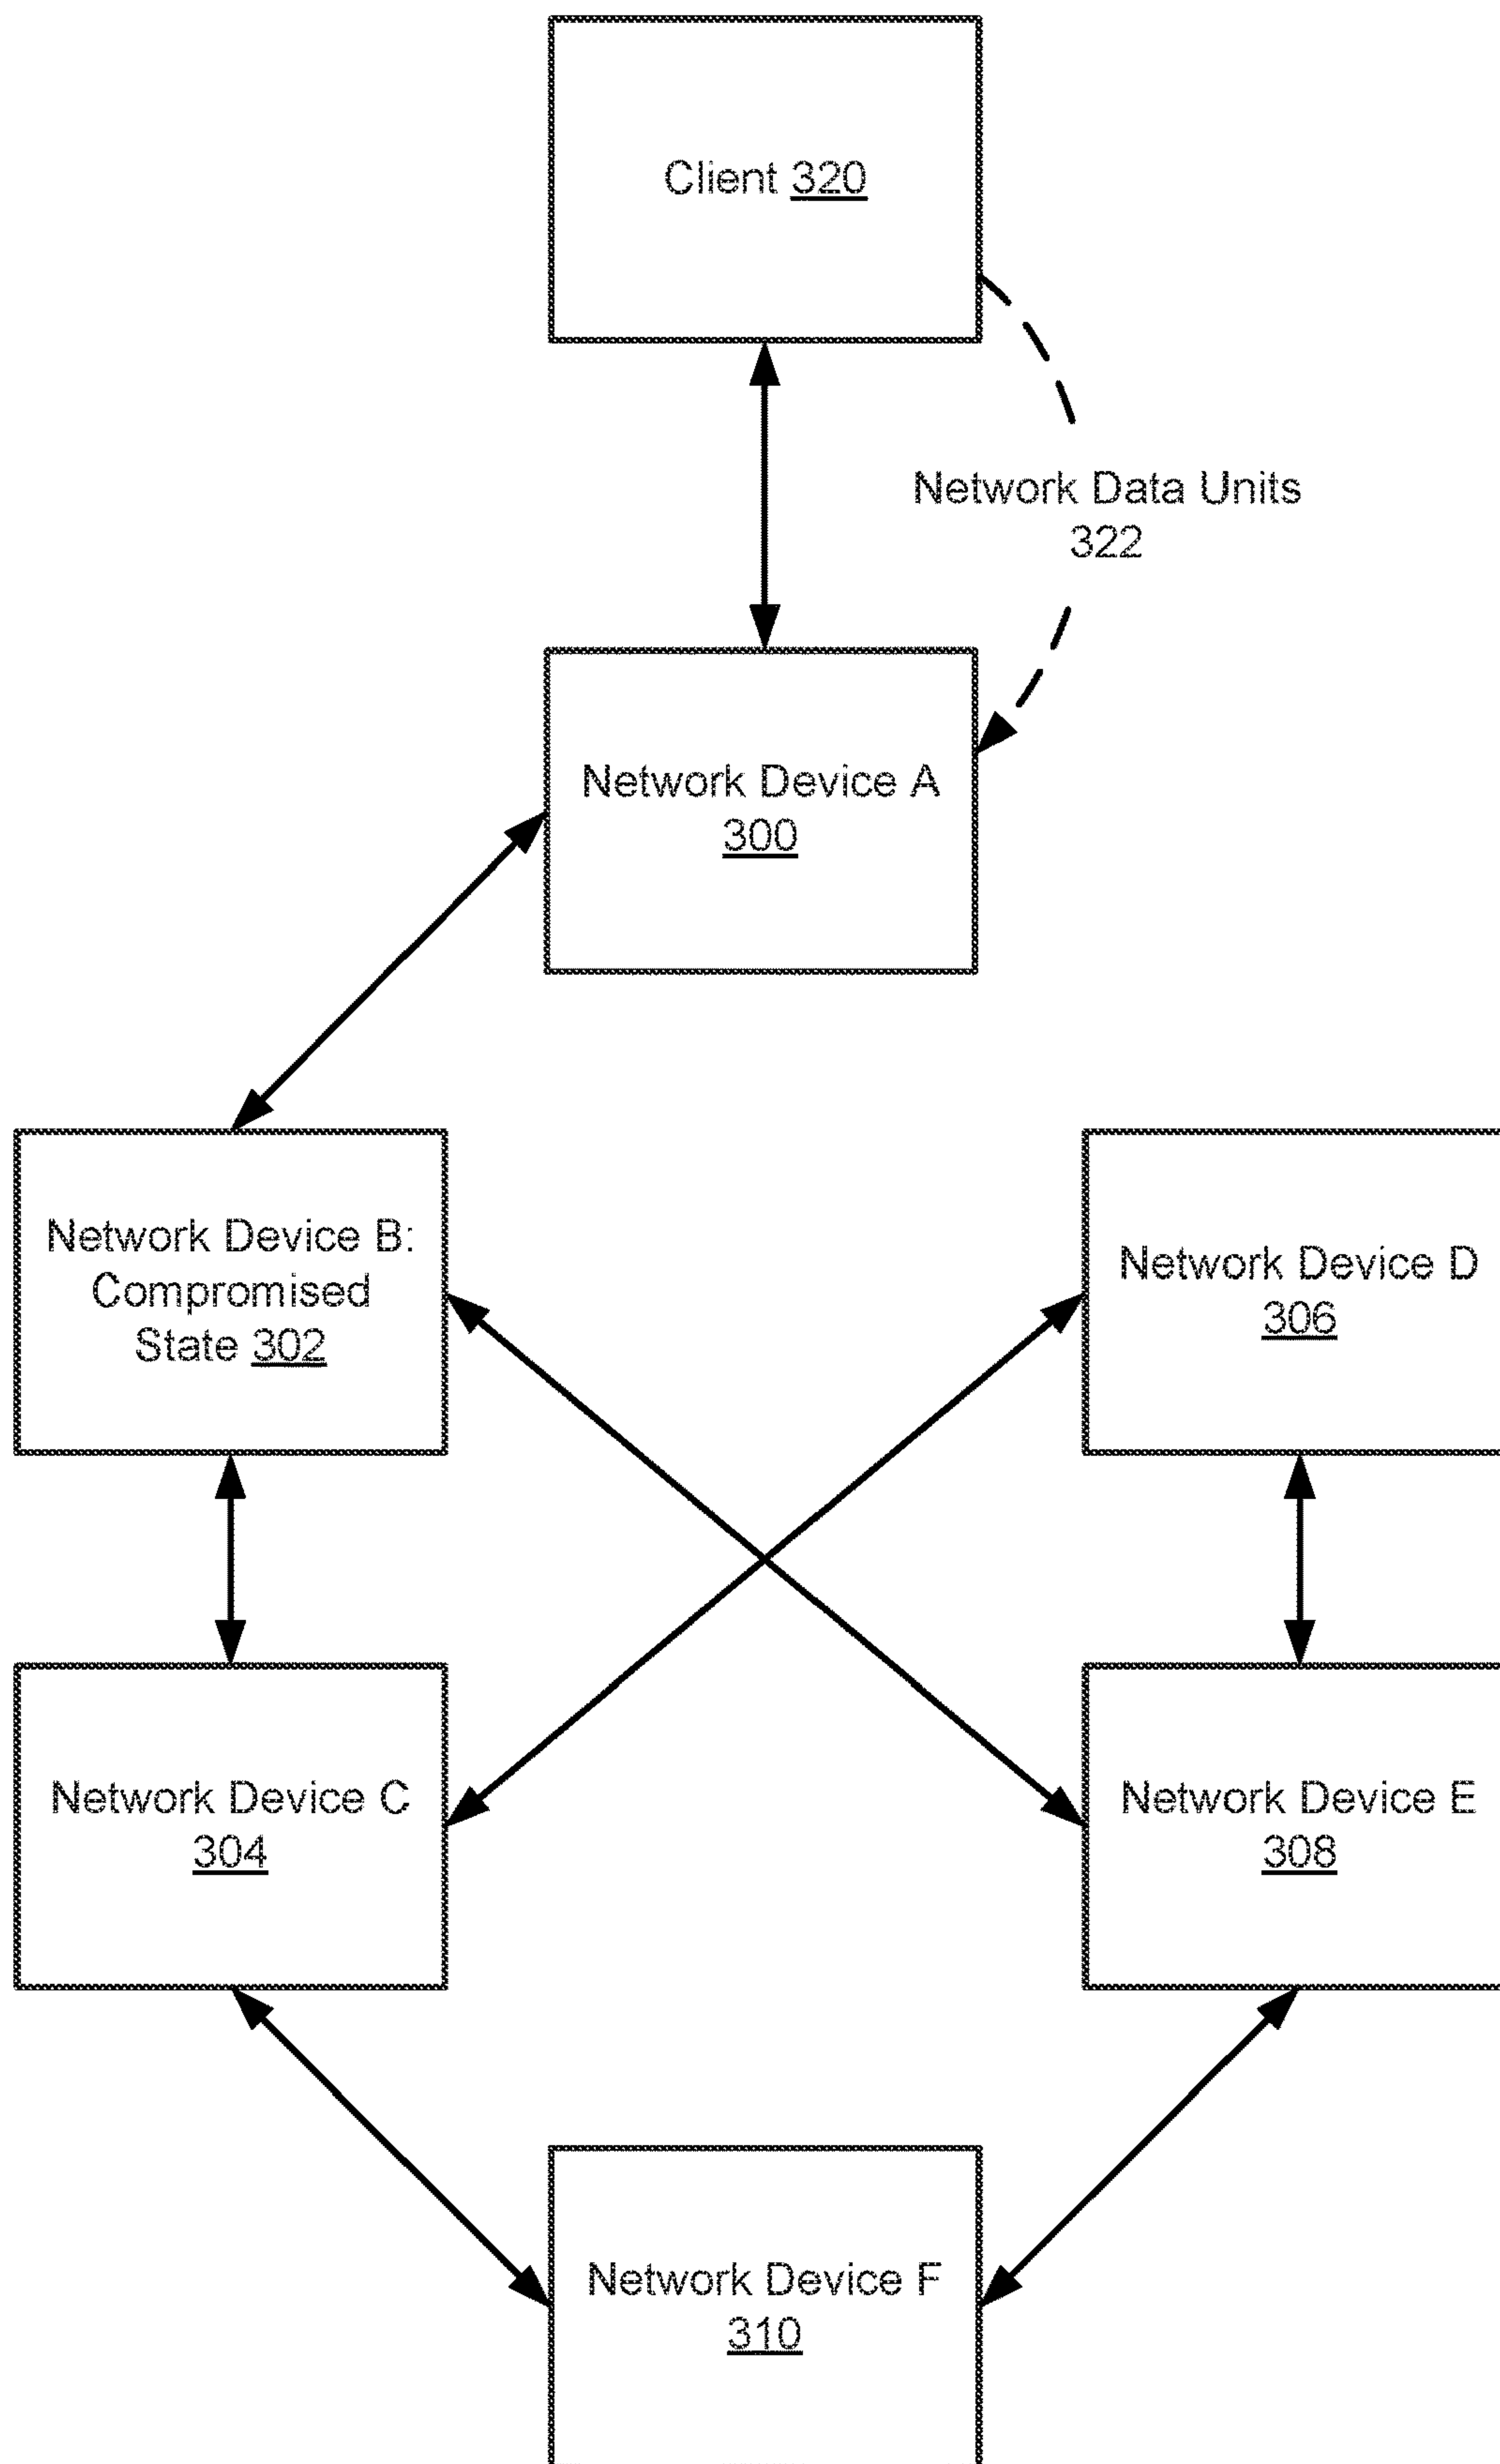 Client 320
Network Data Units
322
Network Device A
300
Network Device B:
Compromised
State 302
Network Device D
306
Network Device C
304
Network Device E
308
Network Device F
310